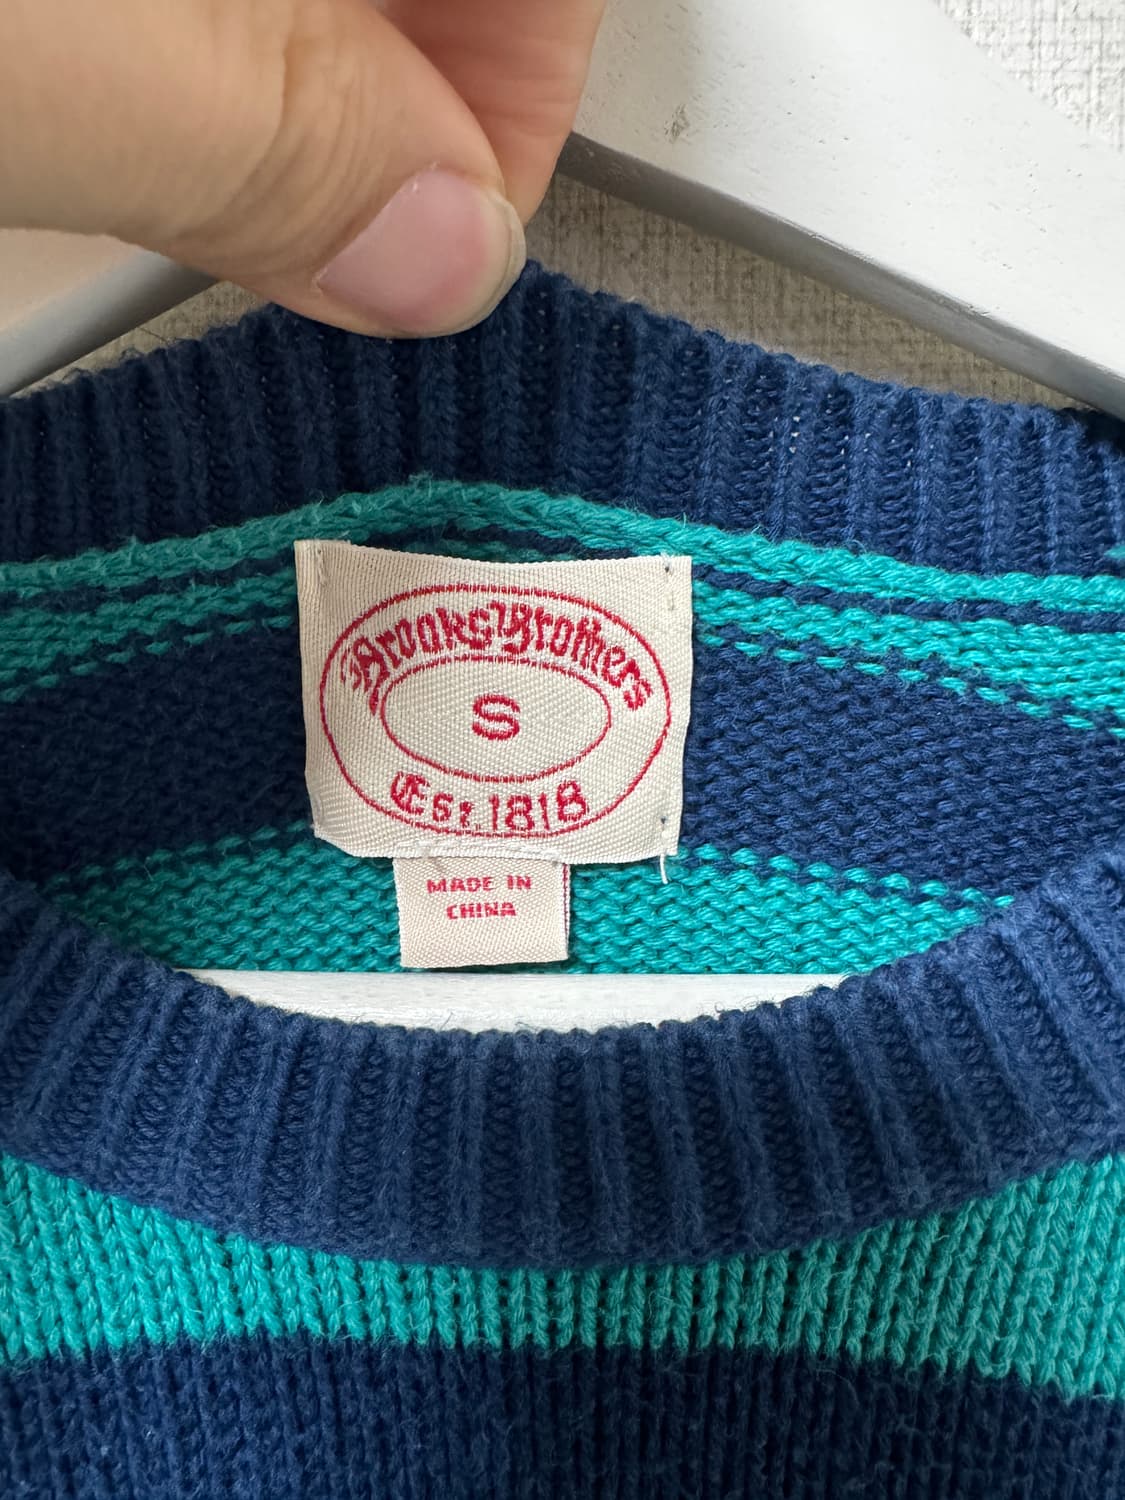 Brooks Brothers
S
Est. 1818
MADE IN
CHINA